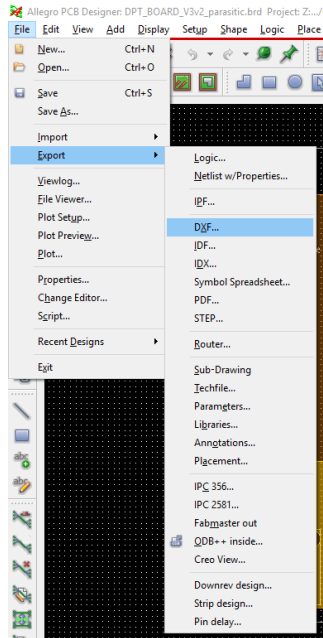 Allegro PCB Designer: DPT_BOARD_V3v2_parasitic.brd Project: Z:.../
File Edit View Add Display Setup Shape Logic Place
New... Ctrl+N
Open... Ctrl+O
Save Ctrl+S
Save As...
Import
Export
Viewlog...
File Viewer...
Plot Setup...
Plot Preview...
Plot...
Properties...
Change Editor...
Script...
Recent Designs
Exit
Logic...
Netlist w/Properties...
IPF...
DXF...
IDF...
IDX...
Symbol Spreadsheet...
PDF...
STEP...
Router...
Sub-Drawing
Techfile...
Parameters...
Libraries...
Annotations...
Placement...
IPC 356...
IPC 2581...
Fabmaster out
ODB++ inside...
Creo View...
Downrev design...
Strip design...
Pin delay...
abc
abc